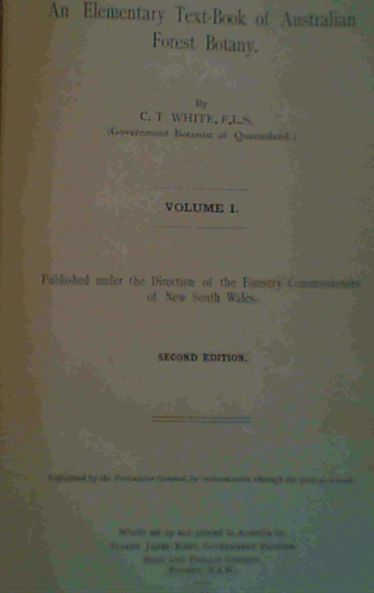 An Elementary Text-Book of Australian
Forest Botany.
By
C. T. WHITE, F.L.S.
(Government Botanist of Queensland.)
VOLUME I.
Published under the Direction of the Forestry Commissioners
of New South Wales.
SECOND EDITION.
Registered by the Postmaster General for transmission through the post as a book.
Wholly set up and printed in Australia by
Alfred James Kent, Government Printer,
Phillip Street,
Sydney, N.S.W.